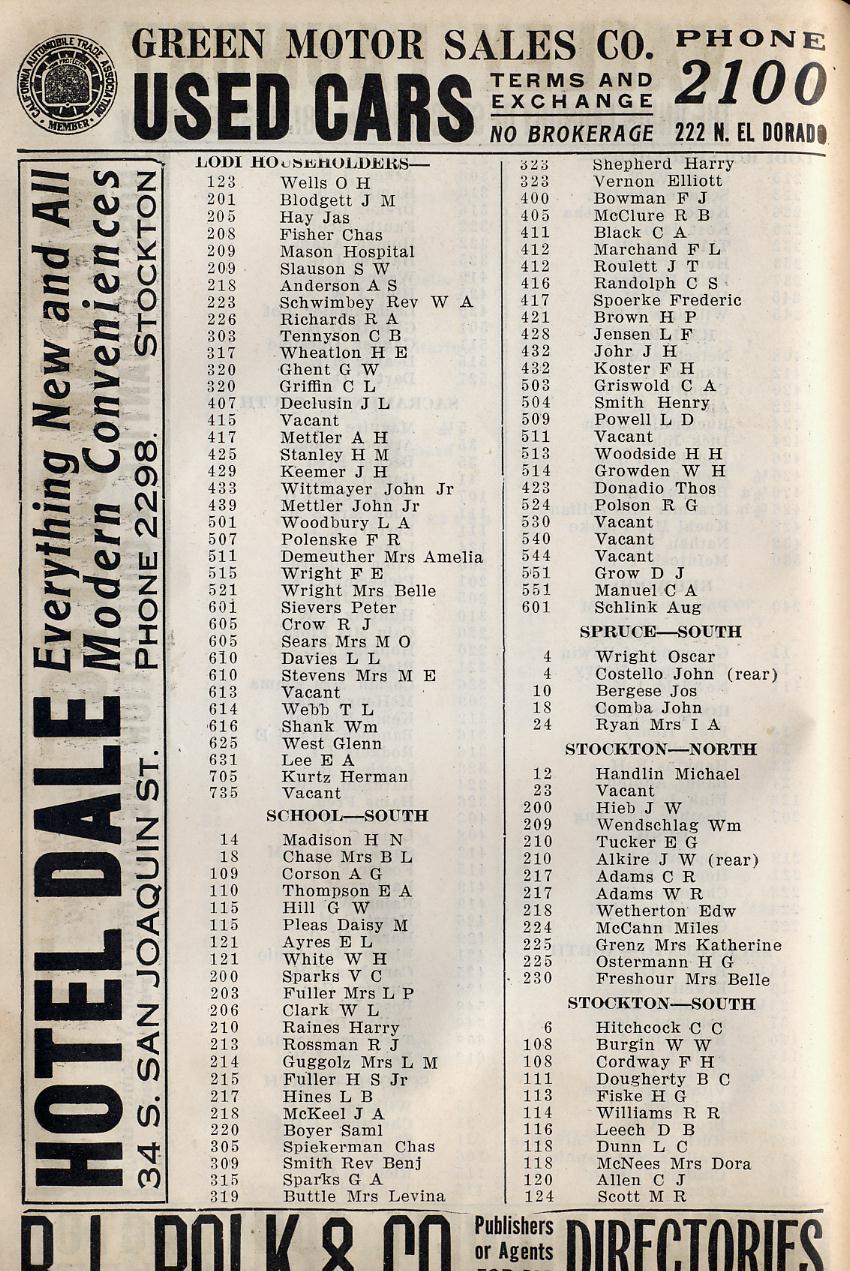 CALIFORNIA AUTOMOBILE TRADE ASSOCIATION
MEMBER
GREEN MOTOR SALES CO.
USED CARS
TERMS AND
EXCHANGE
NO BROKERAGE
PHONE
2100
222 N. EL DORADO
HOTEL DALE Everything New and All
Modern Conveniences
34 S. SAN JOAQUIN ST. PHONE 2298. STOCKTON
LODI HOUSEHOLDERS—
123 Wells O H
201 Blodgett J M
205 Hay Jas
208 Fisher Chas
209 Mason Hospital
209 Slauson S W
218 Anderson A S
223 Schwimbey Rev W A
226 Richards R A
303 Tennyson C B
317 Wheatlon H E
320 Ghent G W
320 Griffin C L
407 Declusin J L
415 Vacant
417 Mettler A H
425 Stanley H M
429 Keemer J H
433 Wittmayer John Jr
439 Mettler John Jr
501 Woodbury L A
507 Polenske F R
511 Demeuther Mrs Amelia
515 Wright F E
521 Wright Mrs Belle
601 Sievers Peter
605 Crow R J
605 Sears Mrs M O
610 Davies L L
610 Stevens Mrs M E
613 Vacant
614 Webb T L
616 Shank Wm
625 West Glenn
631 Lee E A
705 Kurtz Herman
735 Vacant
SCHOOL—SOUTH
14 Madison H N
18 Chase Mrs B L
109 Corson A G
110 Thompson E A
115 Hill G W
115 Pleas Daisy M
121 Ayres E L
121 White W H
200 Sparks V C
203 Fuller Mrs L P
206 Clark W L
210 Raines Harry
213 Rossman R J
214 Guggolz Mrs L M
215 Fuller H S Jr
217 Hines L B
218 McKeel J A
220 Boyer Saml
305 Spiekerman Chas
309 Smith Rev Benj
315 Sparks G A
319 Buttle Mrs Levina
323 Shepherd Harry
323 Vernon Elliott
400 Bowman F J
405 McClure R B
411 Black C A
412 Marchand F L
412 Roulett J T
416 Randolph C S
417 Spoerke Frederic
421 Brown H P
428 Jensen L F
432 Johr J H
432 Koster F H
503 Griswold C A
504 Smith Henry
509 Powell L D
511 Vacant
513 Woodside H H
514 Growden W H
423 Donadio Thos
524 Polson R G
530 Vacant
540 Vacant
544 Vacant
551 Grow D J
551 Manuel C A
601 Schlink Aug
SPRUCE—SOUTH
4 Wright Oscar
4 Costello John (rear)
10 Bergese Jos
18 Comba John
24 Ryan Mrs I A
STOCKTON—NORTH
12 Handlin Michael
23 Vacant
200 Hieb J W
209 Wendschlag Wm
210 Tucker E G
210 Alkire J W (rear)
217 Adams C R
217 Adams W R
218 Wetherton Edw
224 McCann Miles
225 Grenz Mrs Katherine
225 Ostermann H G
230 Freshour Mrs Belle
STOCKTON—SOUTH
6 Hitchcock C C
108 Burgin W W
108 Cordway F H
111 Dougherty B C
113 Fiske H G
114 Williams R R
116 Leech D B
118 Dunn L C
118 McNees Mrs Dora
120 Allen C J
124 Scott M R
R. L. POLK & CO.
Publishers
or Agents
DIRECTORIES